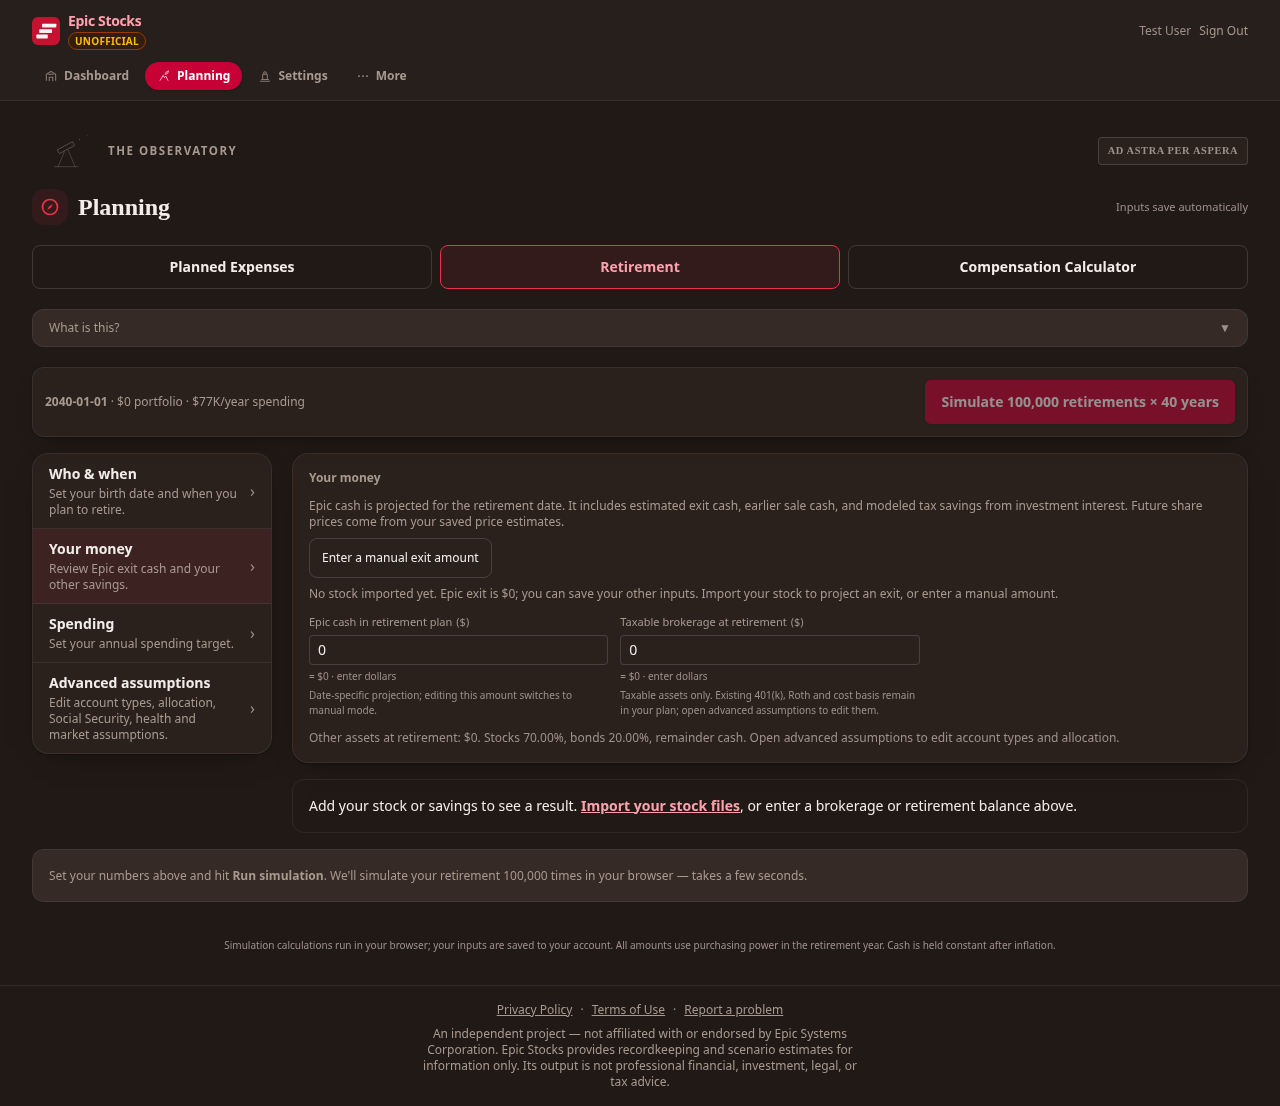 Epic Stocks
UNOFFICIAL
Test User Sign Out
Dashboard Planning Settings ··· More
THE OBSERVATORY
AD ASTRA PER ASPERA
Planning
Inputs save automatically
Planned Expenses
Retirement
Compensation Calculator
What is this? ▼
2040-01-01 · $0 portfolio · $77K/year spending
Simulate 100,000 retirements × 40 years
Who & when
Set your birth date and when you
plan to retire.
›
Your money
Review Epic exit cash and your
other savings.
›
Spending
Set your annual spending target.
›
Advanced assumptions
Edit account types, allocation,
Social Security, health and
market assumptions.
›
Your money
Epic cash is projected for the retirement date. It includes estimated exit cash, earlier sale cash, and modeled tax savings from investment interest. Future share
prices come from your saved price estimates.
Enter a manual exit amount
No stock imported yet. Epic exit is $0; you can save your other inputs. Import your stock to project an exit, or enter a manual amount.
Epic cash in retirement plan ($)
0
= $0 · enter dollars
Date-specific projection; editing this amount switches to
manual mode.
Taxable brokerage at retirement ($)
0
= $0 · enter dollars
Taxable assets only. Existing 401(k), Roth and cost basis remain
in your plan; open advanced assumptions to edit them.
Other assets at retirement: $0. Stocks 70.00%, bonds 20.00%, remainder cash. Open advanced assumptions to edit account types and allocation.
Add your stock or savings to see a result. Import your stock files, or enter a brokerage or retirement balance above.
Set your numbers above and hit Run simulation. We'll simulate your retirement 100,000 times in your browser — takes a few seconds.
Simulation calculations run in your browser; your inputs are saved to your account. All amounts use purchasing power in the retirement year. Cash is held constant after inflation.
Privacy Policy · Terms of Use · Report a problem
An independent project — not affiliated with or endorsed by Epic Systems
Corporation. Epic Stocks provides recordkeeping and scenario estimates for
information only. Its output is not professional financial, investment, legal, or
tax advice.